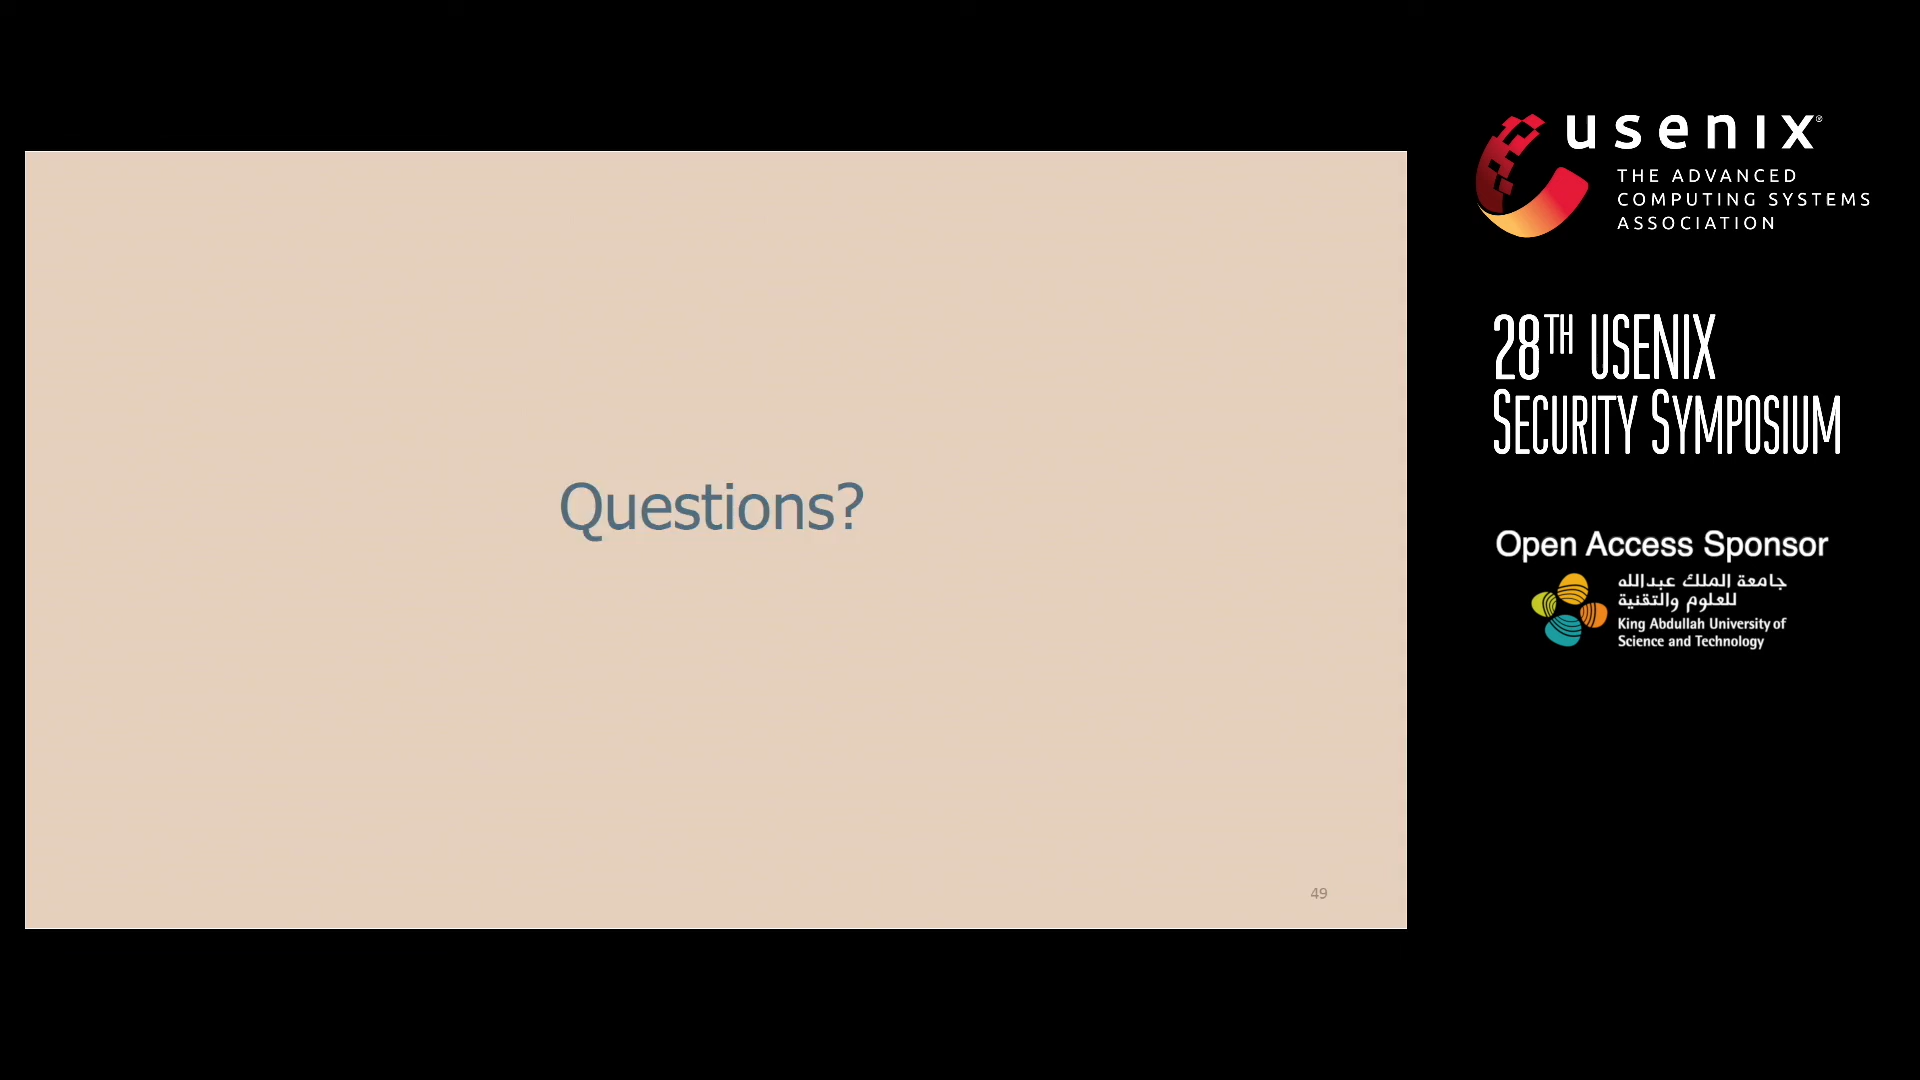 Questions?
49
usenix®
THE ADVANCED
COMPUTING SYSTEMS
ASSOCIATION
28TH USENIX
SECURITY SYMPOSIUM
Open Access Sponsor
جامعة الملك عبدالله
للعلوم والتقنية
King Abdullah University of
Science and Technology